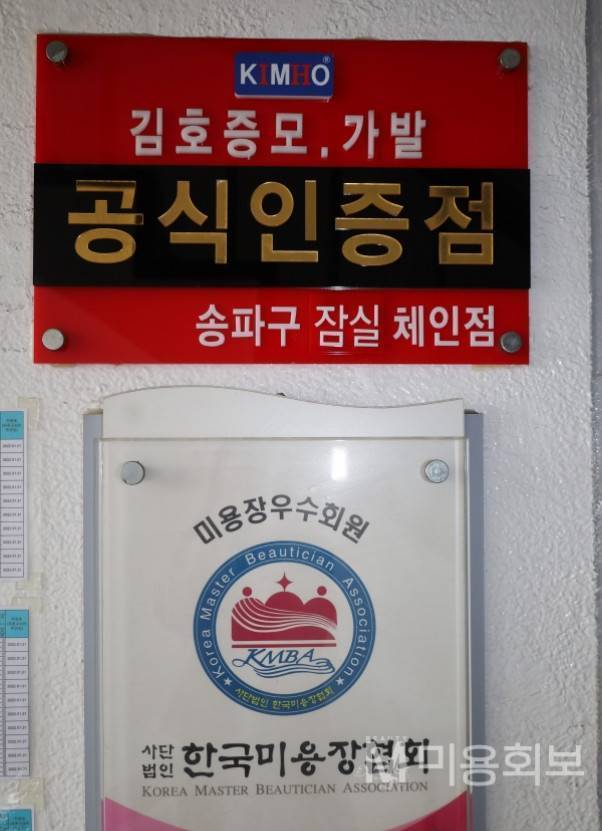 KIMHO®
김호증모.가발
공식인증점
송파구 잠실 체인점
미용장우수회원
Korea Master Beautician Association
KMBA
사단법인 한국미용장협회
사단
법인 한국미용장협회
KOREA MASTER BEAUTICIAN ASSOCIATION
미용회보